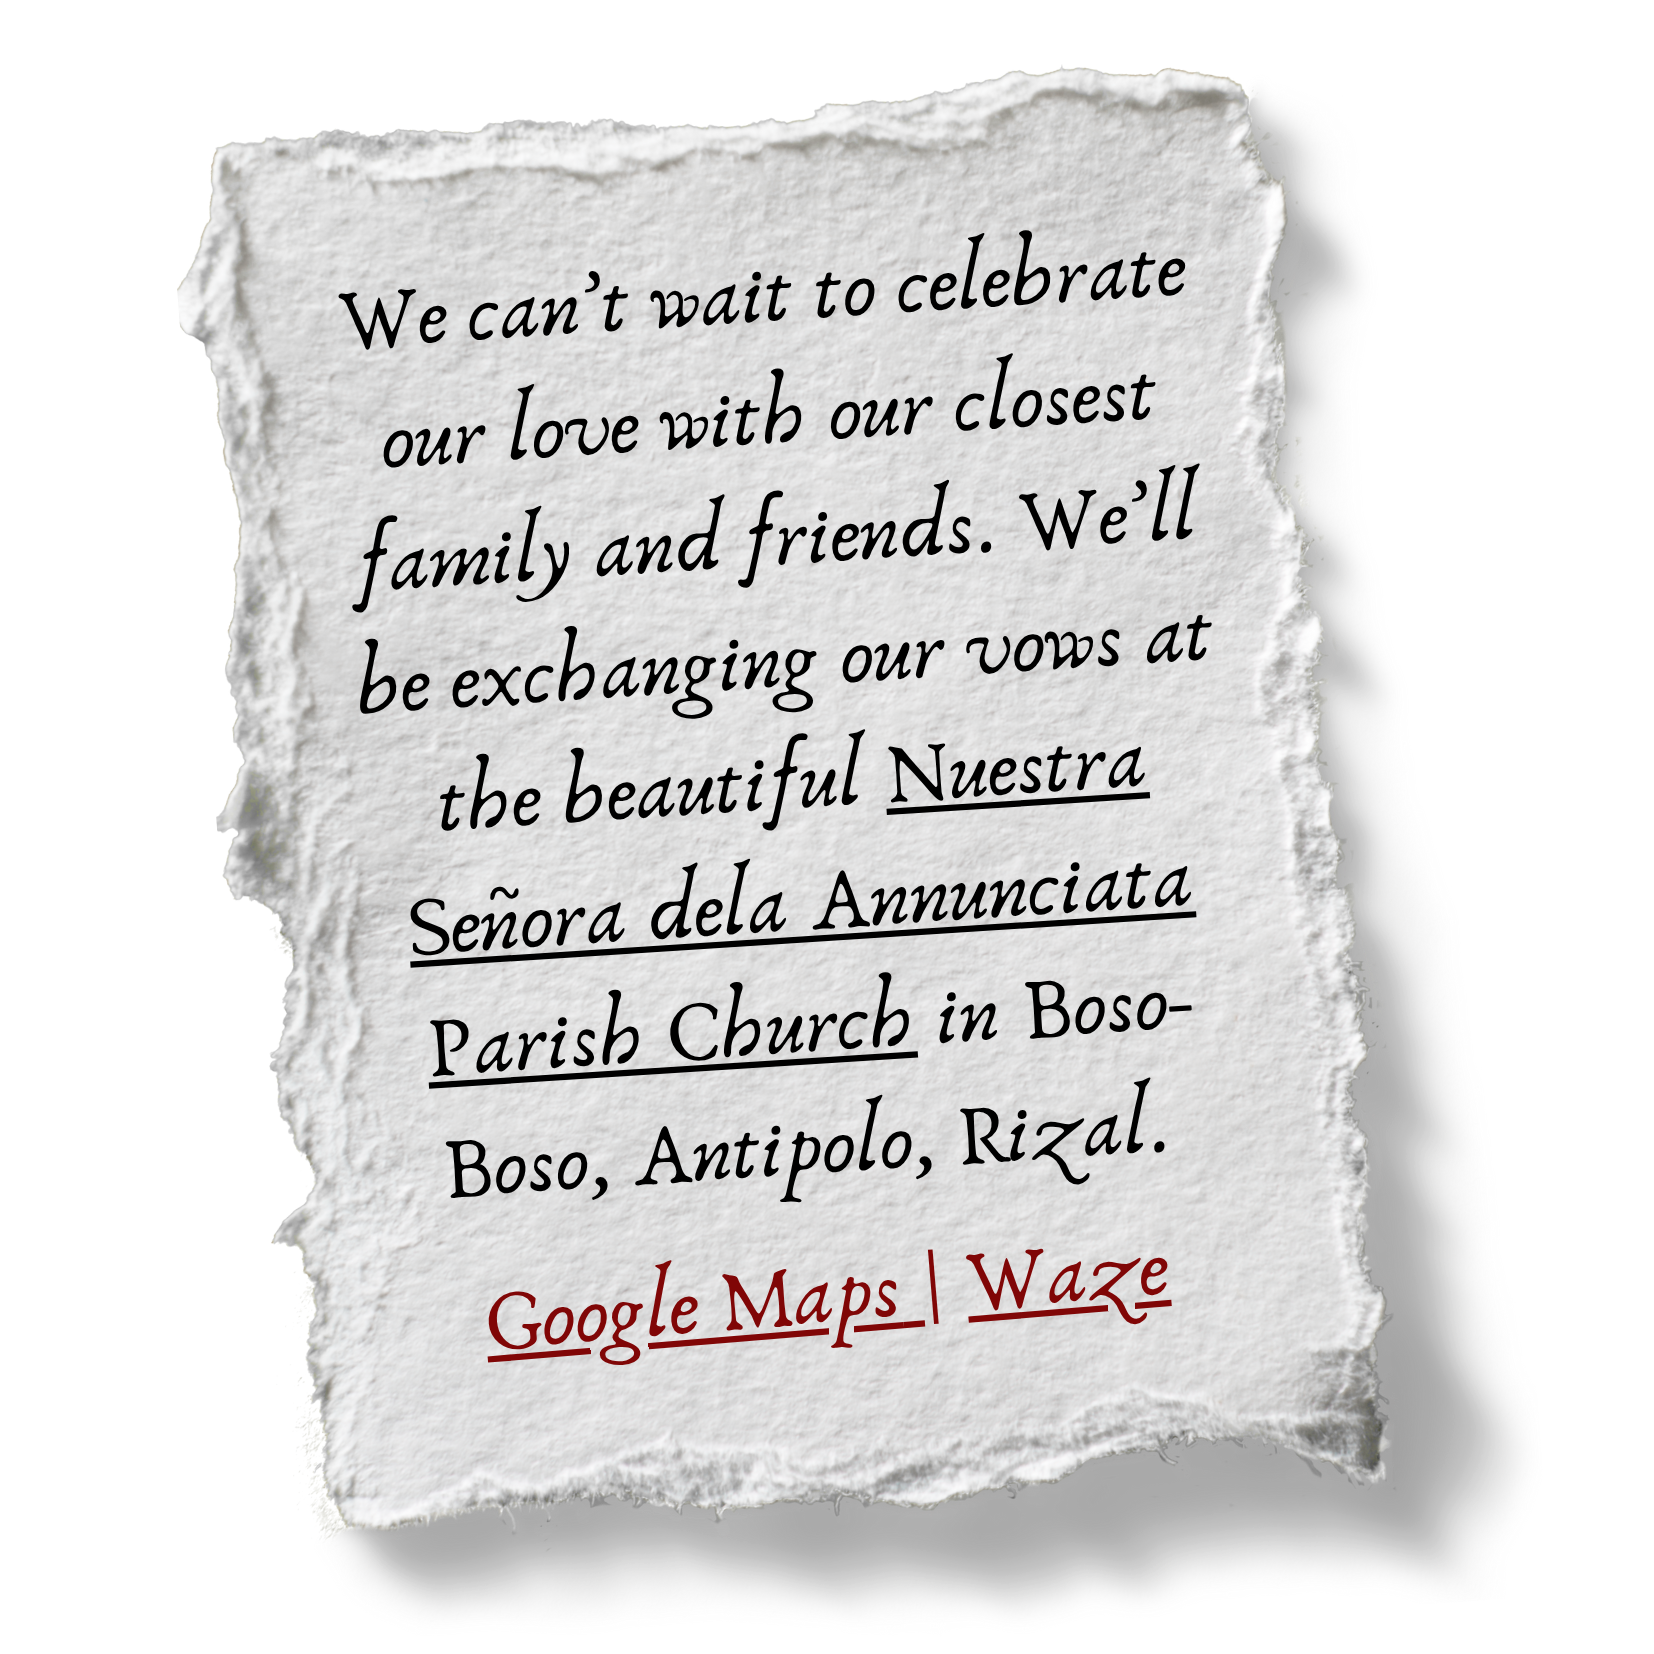 We can’t wait to celebrate
our love with our closest
family and friends. We’ll
be exchanging our vows at
the beautiful Nuestra
Señora dela Annunciata
Parish Church in Boso-
Boso, Antipolo, Rizal.
Google Maps | Waze